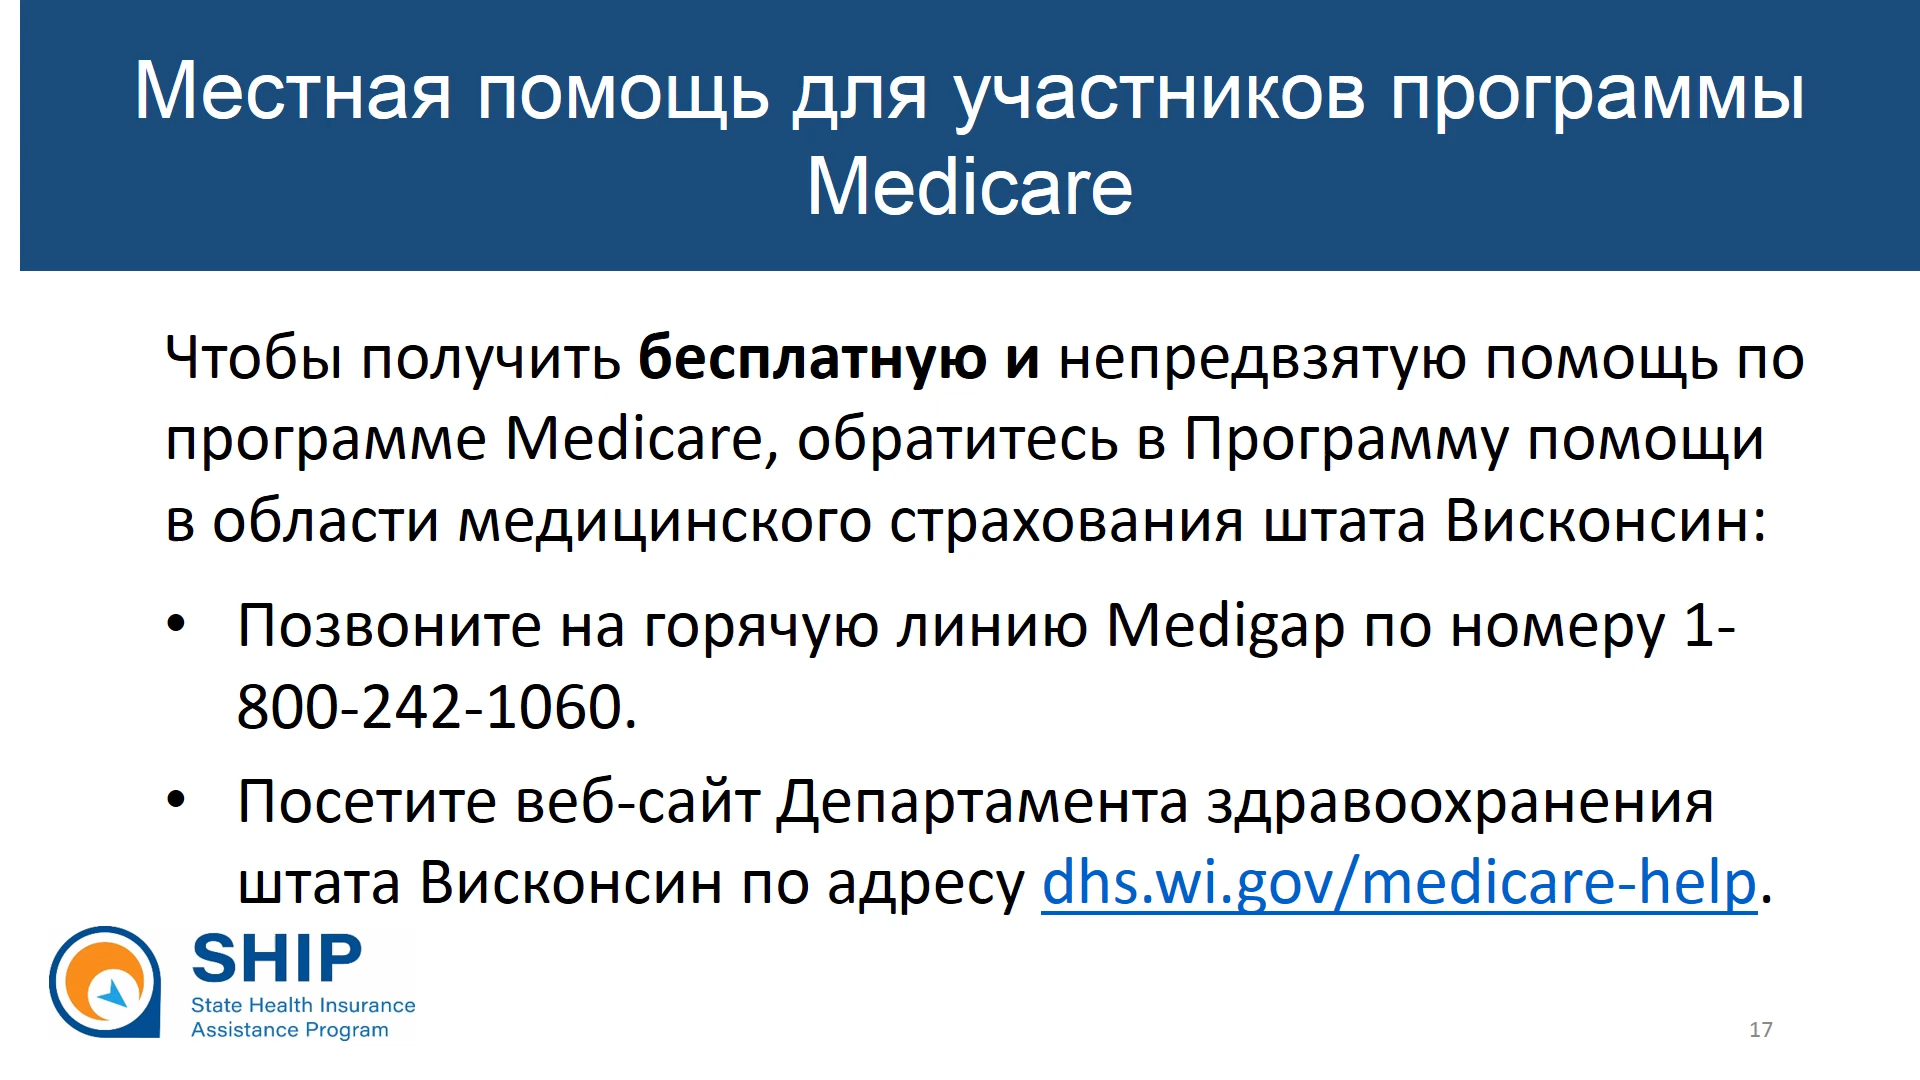 Местная помощь для участников программы
Medicare
Чтобы получить бесплатную и непредвзятую помощь по
программе Medicare, обратитесь в Программу помощи
в области медицинского страхования штата Висконсин:
• Позвоните на горячую линию Medigap по номеру 1-
800-242-1060.
• Посетите веб-сайт Департамента здравоохранения
штата Висконсин по адресу dhs.wi.gov/medicare-help.
SHIP
State Health Insurance
Assistance Program
17